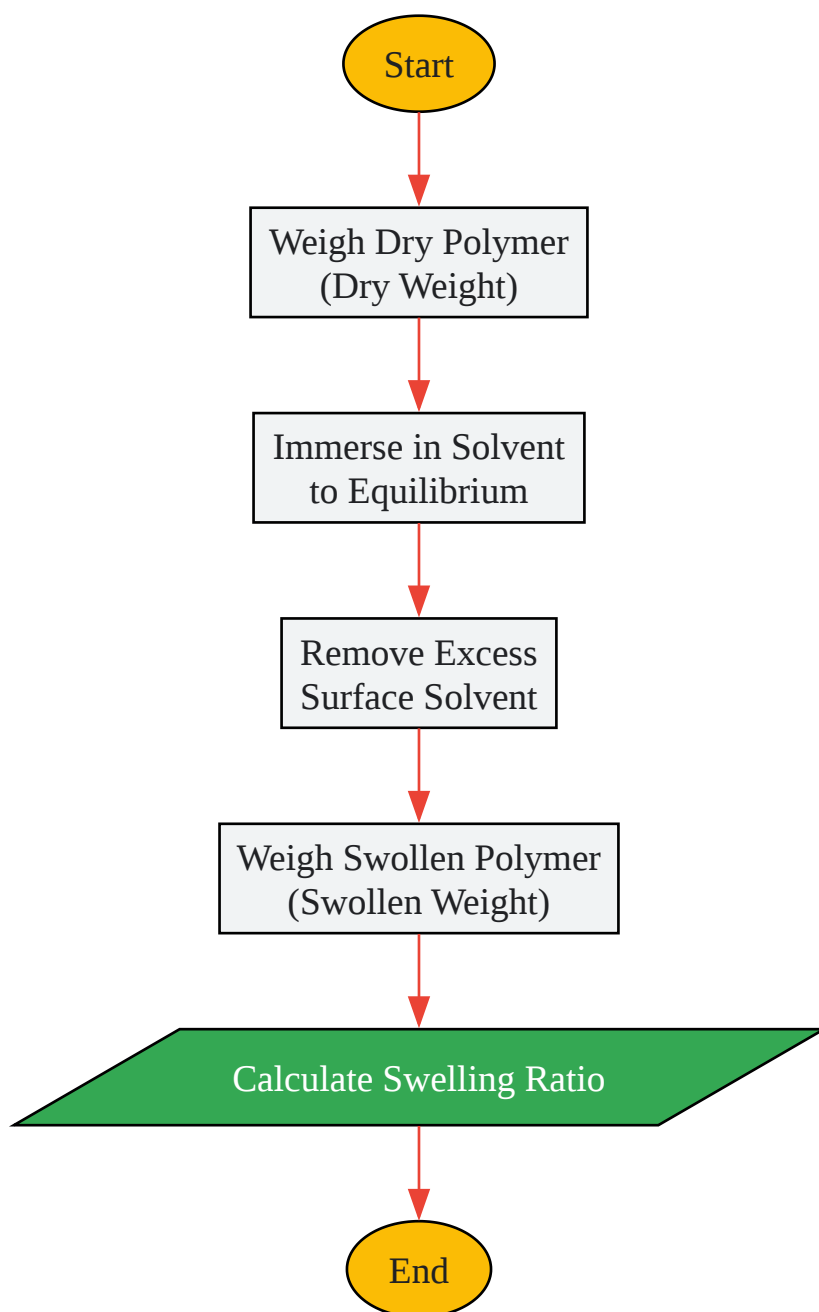 Start
Weigh Dry Polymer
(Dry Weight)
Immerse in Solvent
to Equilibrium
Remove Excess
Surface Solvent
Weigh Swollen Polymer
(Swollen Weight)
Calculate Swelling Ratio
End